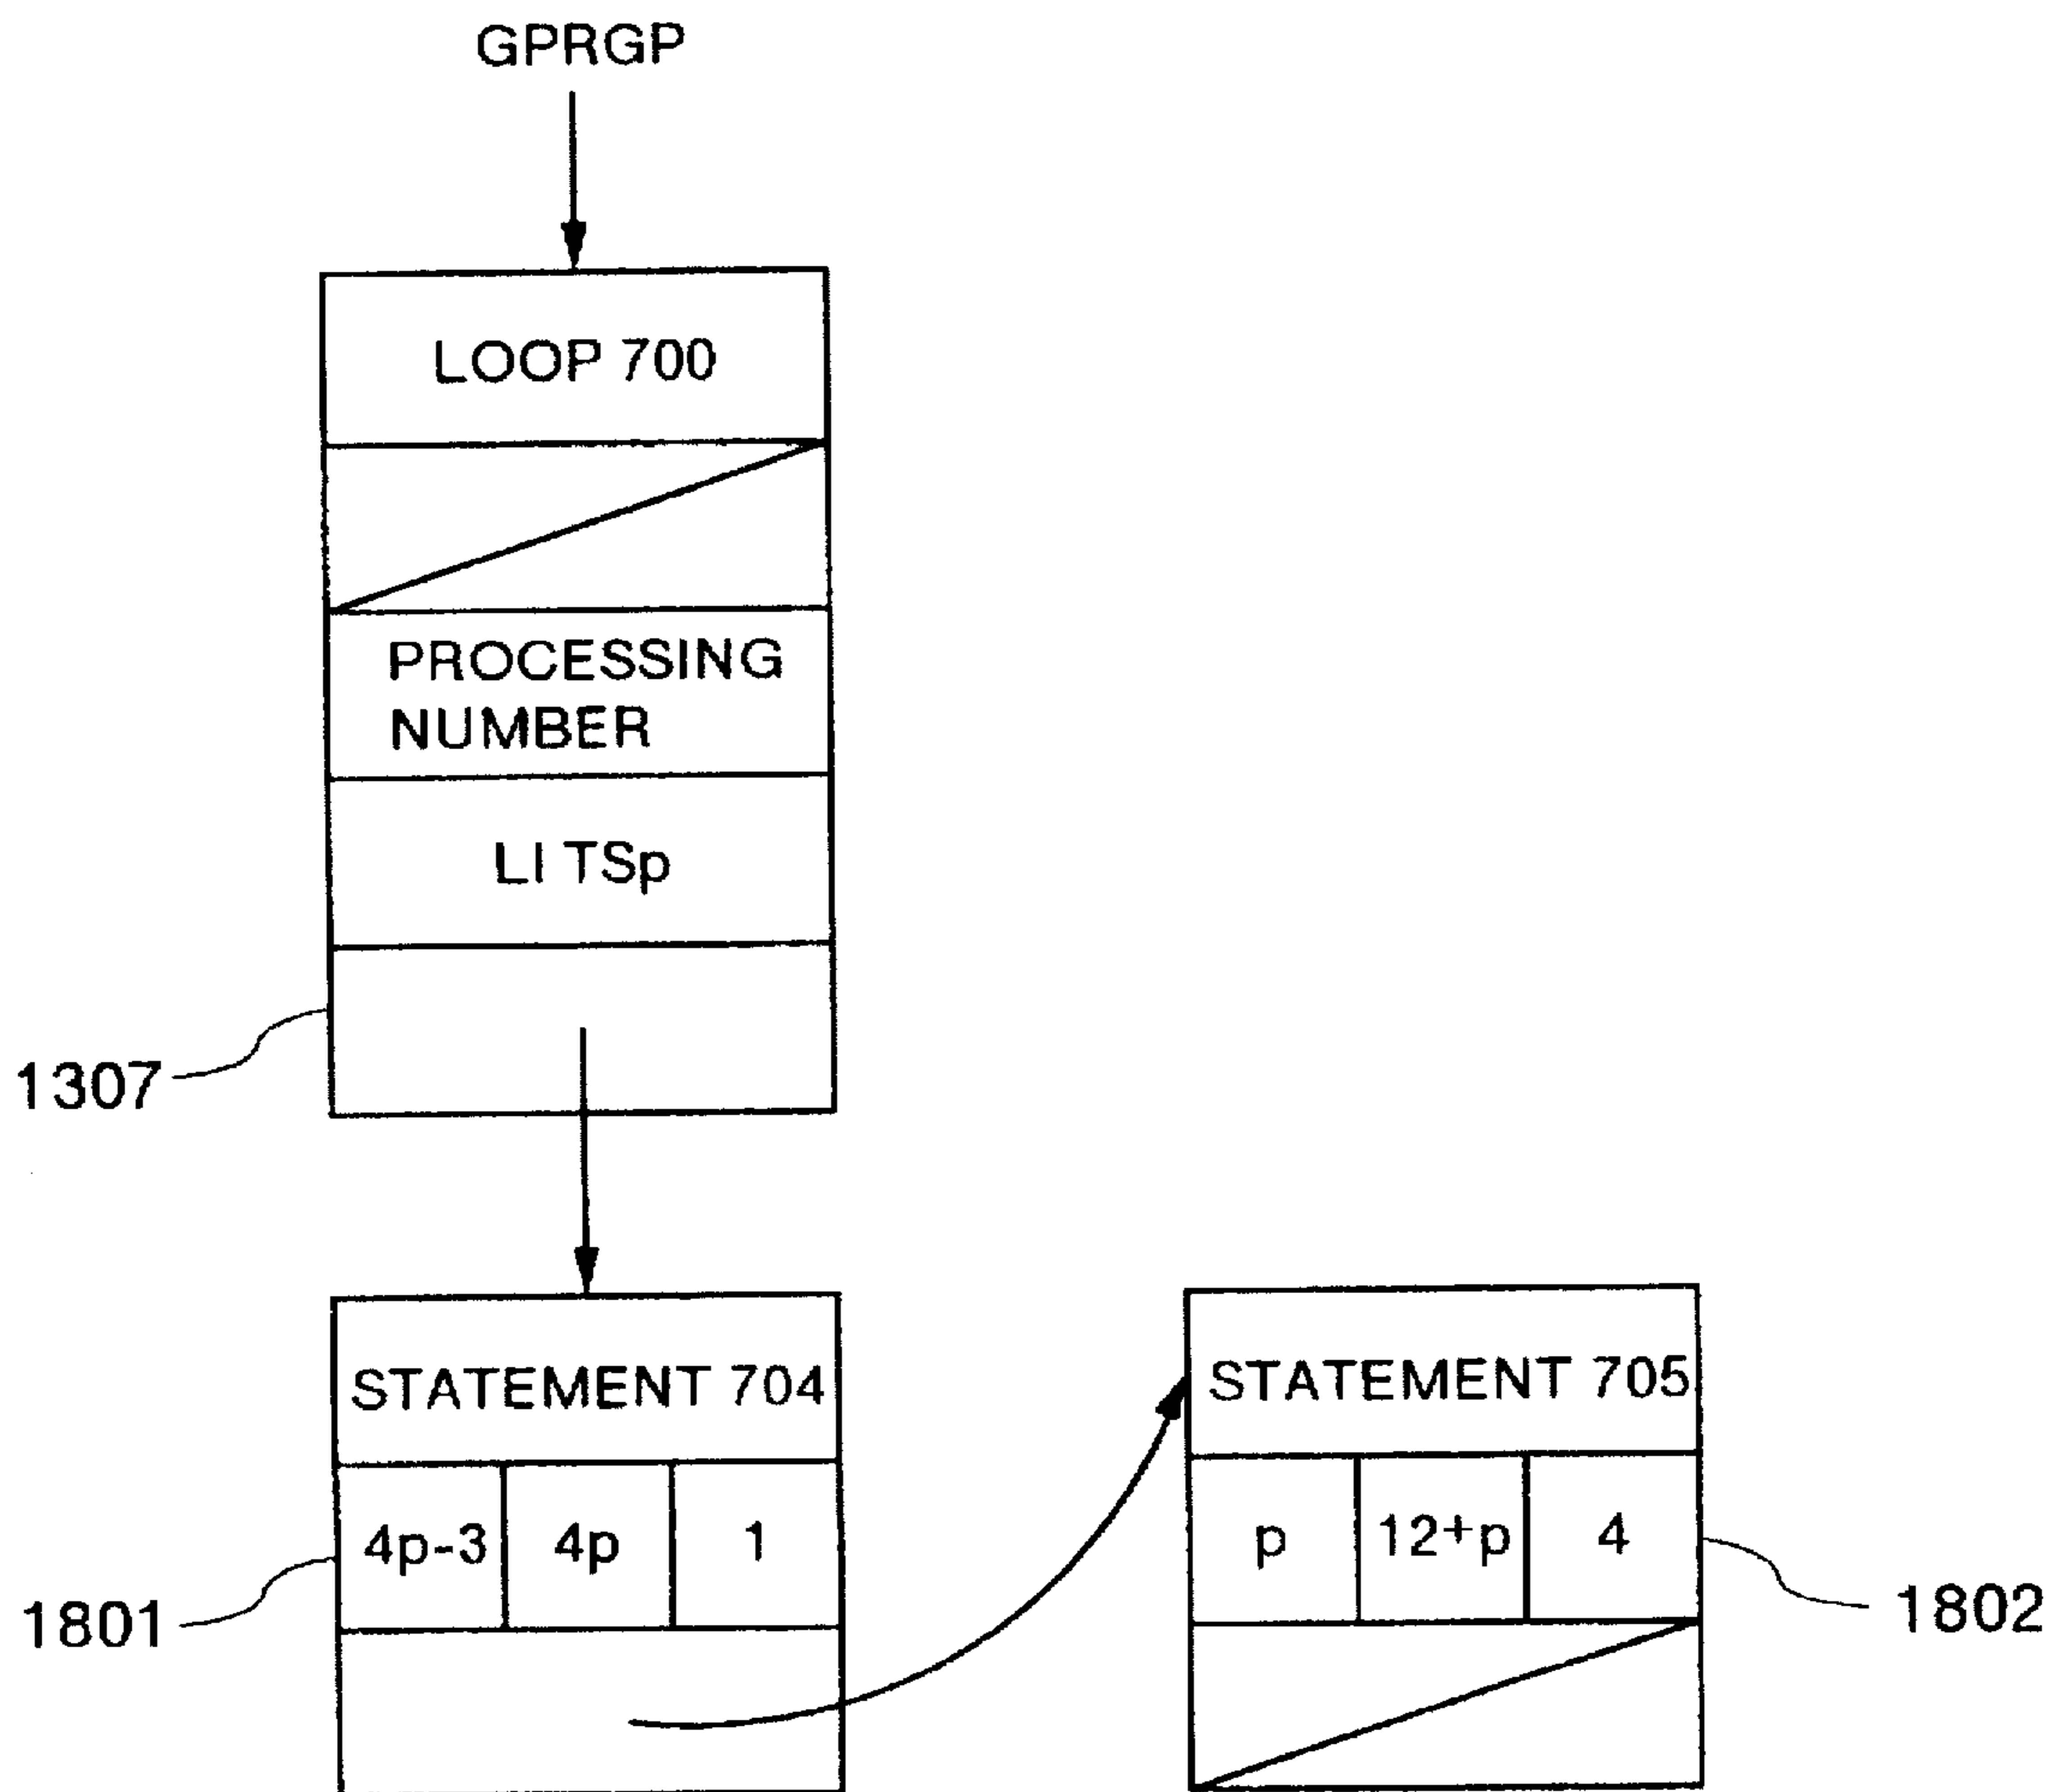 GPRGP
LOOP 700
PROCESSING
NUMBER
LI TSp
1307
STATEMENT 704
STATEMENT 705
4p-3 4p 1
p 12+p 4
1801
1802